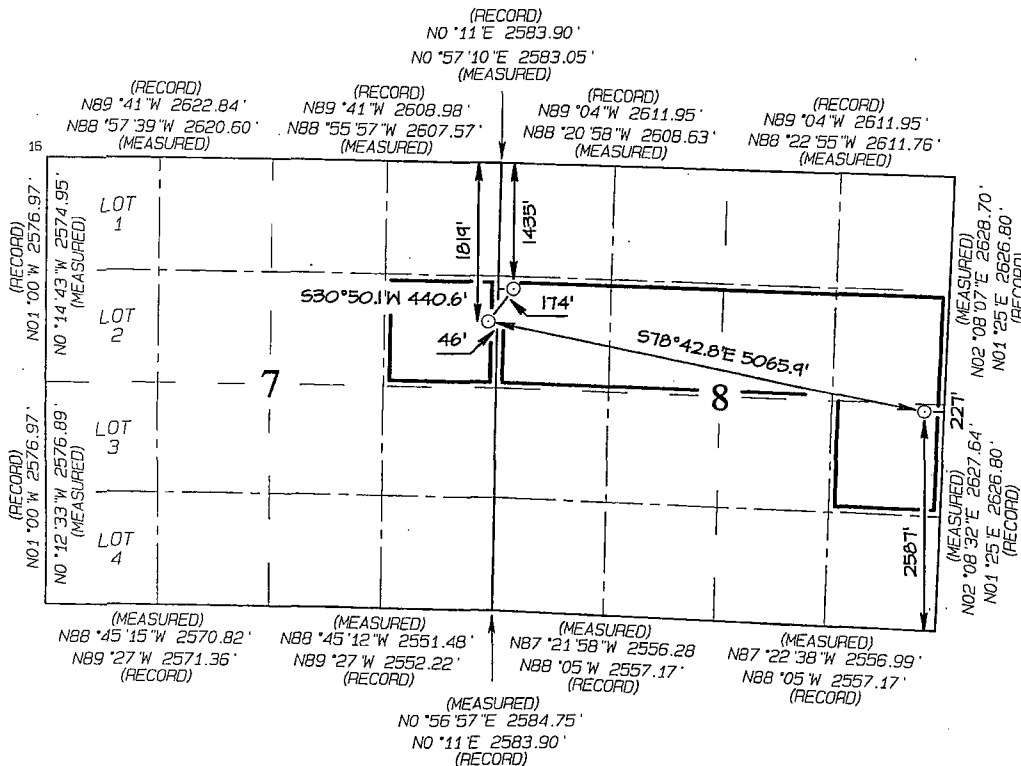 (RECORD)
N0 °11'E 2583.90'
N0 °57'10"E 2583.05'
(MEASURED)
(RECORD)
N89 °41"W 2622.84'
N88 °57'39"W 2620.60'
(MEASURED)
(RECORD)
N89 °41"W 2608.98'
N88 °55'57"W 2607.57'
(MEASURED)
(RECORD)
N89 °04"W 2611.95'
N88 °20'58"W 2608.63'
(MEASURED)
(RECORD)
N89 °04"W 2611.95'
N88 °22'55"W 2611.76'
(MEASURED)
(RECORD)
N01 °00"W 2576.97'
N0 °14'43"W 2574.95'
(MEASURED)
LOT
1
LOT
2
LOT
3
LOT
4
1819'
1435'
S30°50.1'W 440.6'
174'
46'
S78°42.8'E 5065.9'
7
8
227'
2587'
(MEASURED)
N02 °08'07"E 2628.70'
N01 °25'E 2626.80'
(RECORD)
(RECORD)
N01 °00'W 2576.97'
N0 °12'33"W 2576.89'
(MEASURED)
(MEASURED)
N02 °08'32"E 2627.64'
N01 °25'E 2626.80'
(RECORD)
(MEASURED)
N88 °45'15"W 2570.82'
N89 °27'W 2571.36'
(RECORD)
(MEASURED)
N88 °45'12"W 2551.48'
N89 °27'W 2552.22'
(RECORD)
(MEASURED)
N87 °21'58"W 2556.28
N88 °05'W 2557.17'
(RECORD)
(MEASURED)
N87 °22'38"W 2556.99'
N88 °05'W 2557.17'
(RECORD)
(MEASURED)
N0 °56'57"E 2584.75'
N0 °11'E 2583.90'
(RECORD)